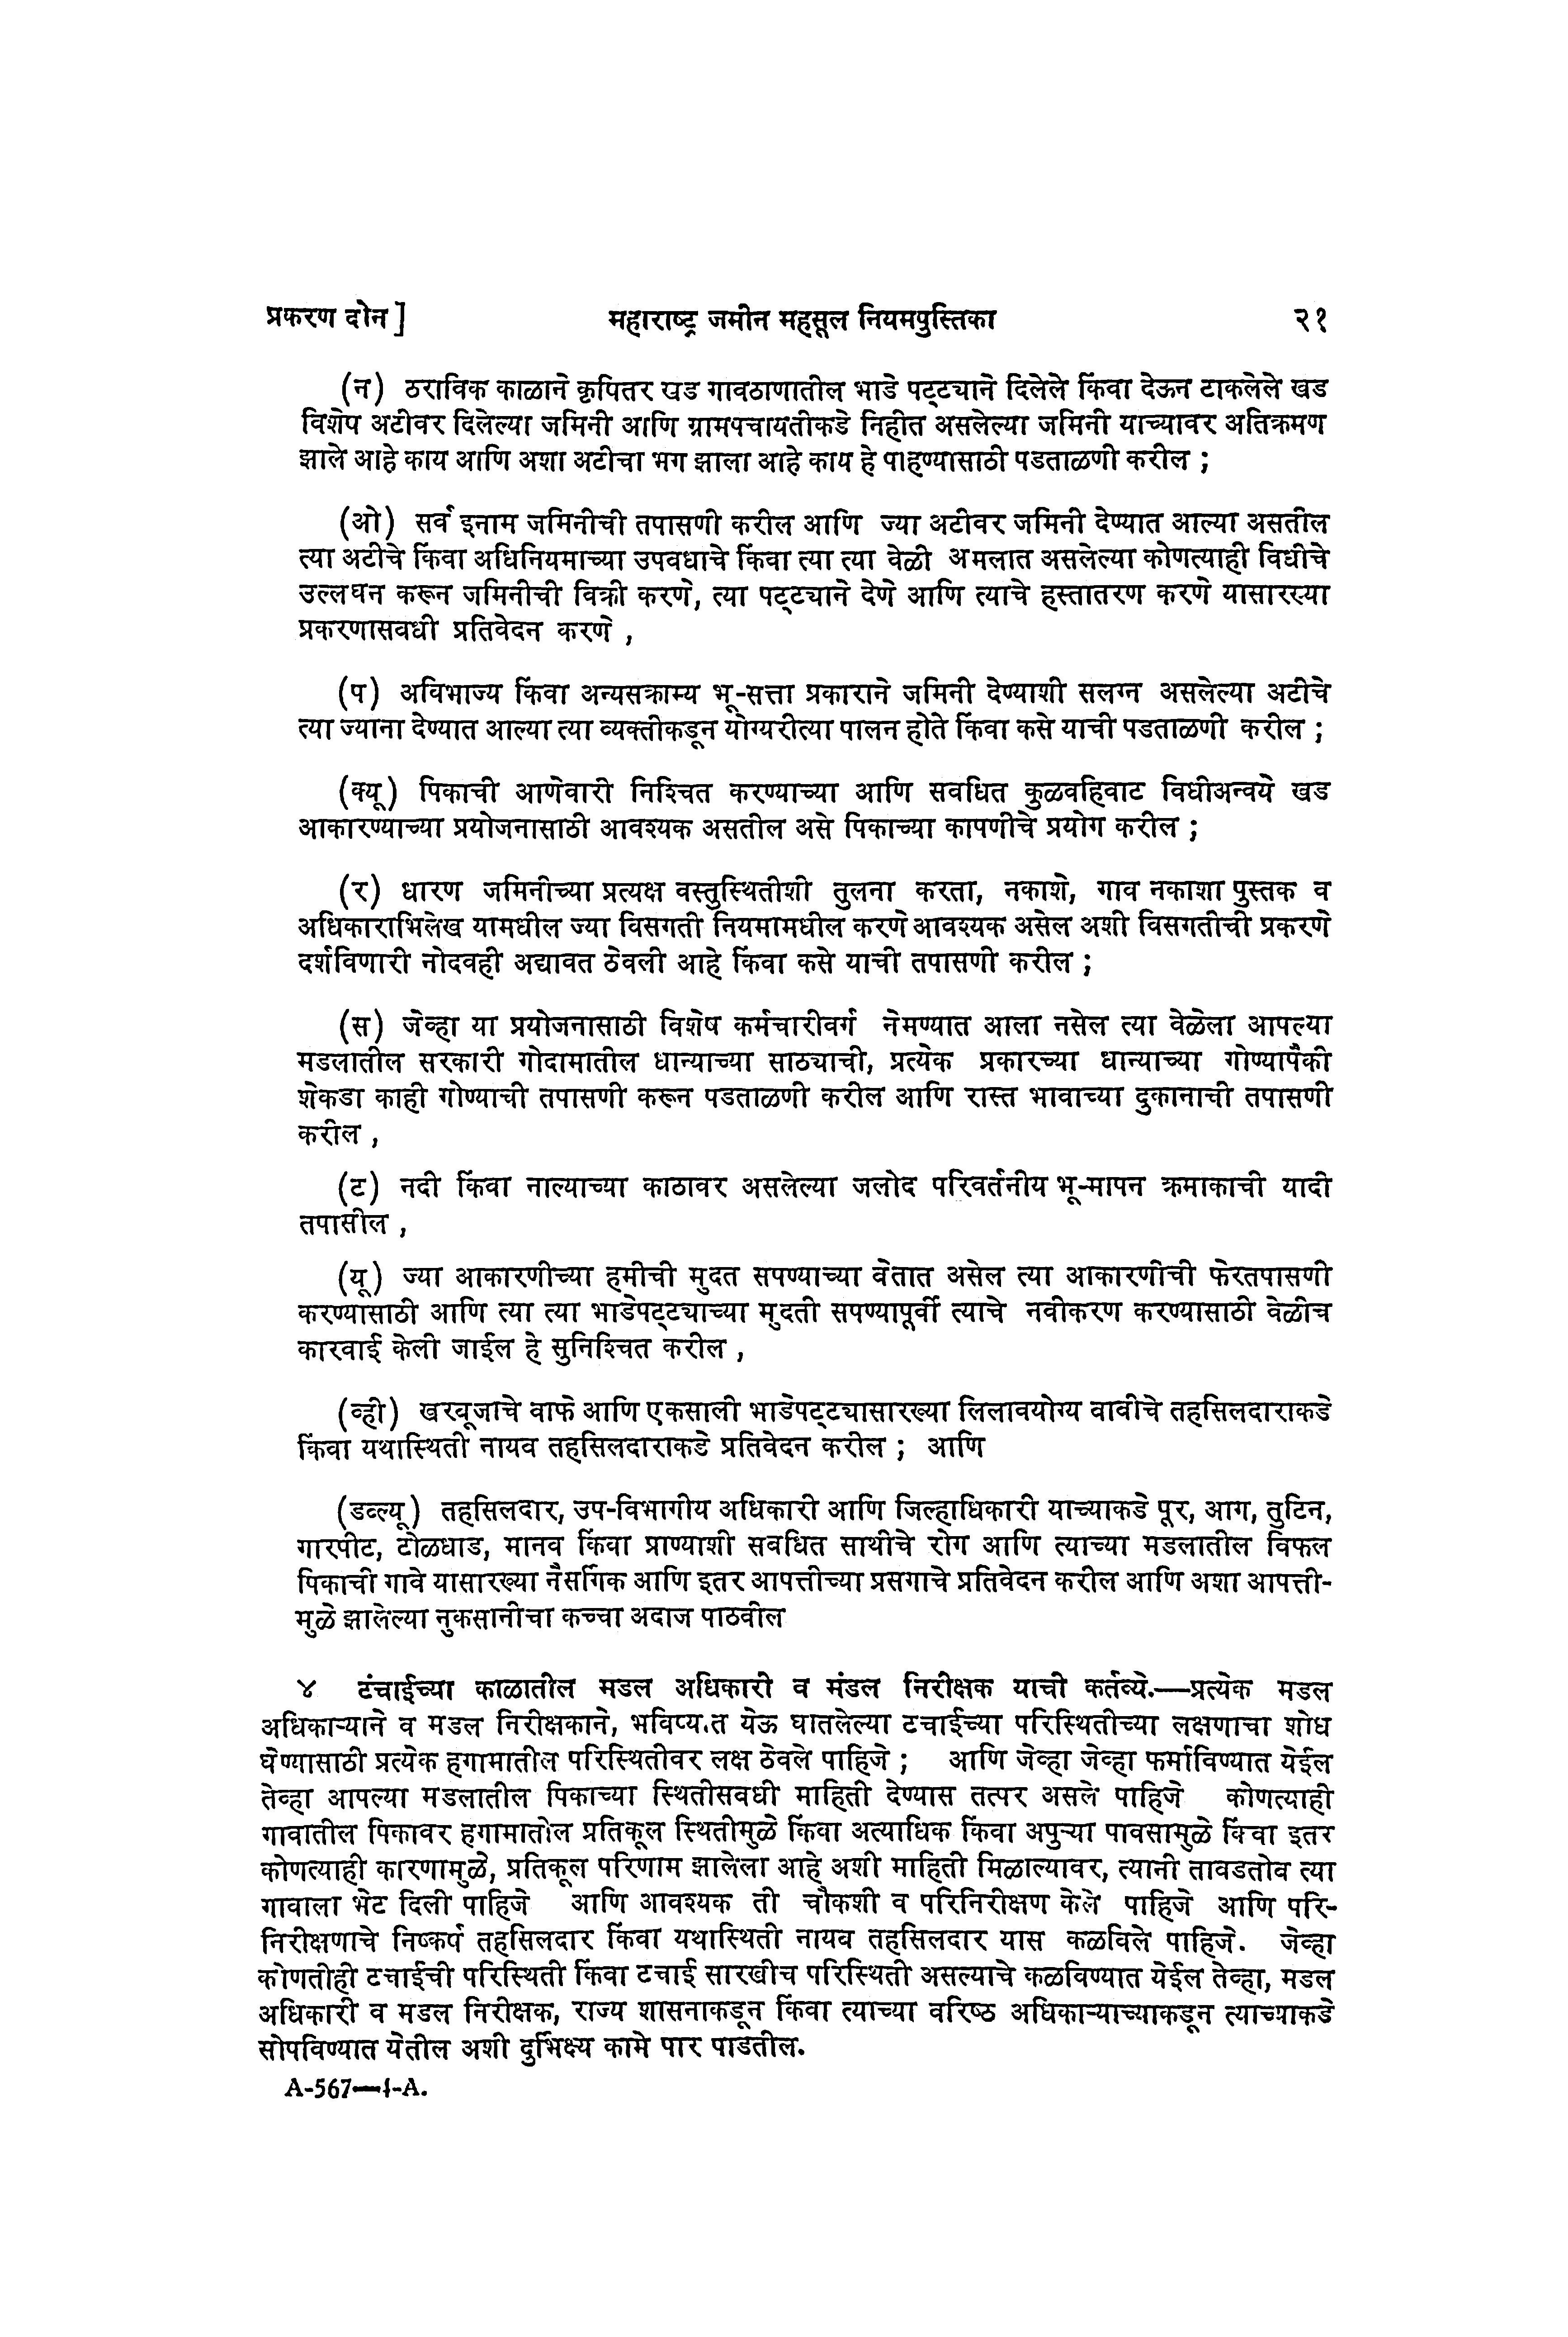 प्रकरण दोन] महाराष्ट्र जमीन महसूल नियमपुस्तिका २१
(न) ठराविक काळाने कृषितर खड गावठाणातील भाडे पट्ट्याने दिलेले किंवा देऊन टाकलेले खड
विशेष अटीवर दिलेल्या जमिनी आणि ग्रामपचायतीकडे निहीत असलेल्या जमिनी याच्यावर अतिक्रमण
झाले आहे काय आणि अशा अटीचा भग झाला आहे काय हे पाहण्यासाठी पडताळणी करील ;
(ओ) सर्व इनाम जमिनीची तपासणी करील आणि ज्या अटीवर जमिनी देण्यात आल्या असतील
त्या अटीचे किंवा अधिनियमाच्या उपवधाचे किंवा त्या त्या वेळी अमलात असलेल्या कोणत्याही विधीचे
उल्लघन करून जमिनीची विक्री करणे, त्या पट्ट्याने देणे आणि त्याचे हस्तातरण करणे यासारख्या
प्रकरणासवधी प्रतिवेदन करणे ,
(प) अविभाज्य किंवा अन्यसक्राम्य भू-सत्ता प्रकाराने जमिनी देण्याशी सलग्न असलेल्या अटीचे
त्या ज्याना देण्यात आल्या त्या व्यक्तीकडून योग्यरीत्या पालन होते किंवा कसे याची पडताळणी करील ;
(क्यू) पिकाची आणेवारी निश्चित करण्याच्या आणि सवधित कुळवहिवाट विधीअन्वये खड
आकारण्याच्या प्रयोजनासाठी आवश्यक असतील असे पिकाच्या कापणीचे प्रयोग करील ;
(र) धारण जमिनीच्या प्रत्यक्ष वस्तुस्थितीशी तुलना करता, नकाशे, गाव नकाशा पुस्तक व
अधिकाराभिलेख यामधील ज्या विसगती नियमामधील करणे आवश्यक असेल अशी विसगतीची प्रकरणे
दर्शविणारी नोदवही अद्यावत ठेवली आहे किंवा कसे याची तपासणी करील ;
(स) जेव्हा या प्रयोजनासाठी विशेष कर्मचारीवर्ग नेमण्यात आला नसेल त्या वेळेला आपल्या
मडलातील सरकारी गोदामातील धान्याच्या साठ्याची, प्रत्येक प्रकारच्या धान्याच्या गोण्यापैकी
शेकडा काही गोण्याची तपासणी करून पडताळणी करील आणि रास्त भावाच्या दुकानाची तपासणी
करील ,
(ट) नदी किंवा नाल्याच्या काठावर असलेल्या जलोद परिवर्तनीय भू-मापन क्रमाकाची यादी
तपासील ,
(यू) ज्या आकारणीच्या हमीची मुदत सपण्याच्या वेतात असेल त्या आकारणीची फेरतपासणी
करण्यासाठी आणि त्या त्या भाडेपट्ट्याच्या मुदती सपण्यापूर्वी त्याचे नवीकरण करण्यासाठी वेळीच
कारवाई केली जाईल हे सुनिश्चित करील ,
(व्ही) खरवूजाचे वाफे आणि एकसाली भाडेपट्ट्यासारख्या लिलावयोग्य वावीचे तहसिलदाराकडे
किंवा यथास्थिती नायव तहसिलदाराकडे प्रतिवेदन करील ; आणि
(डव्ल्यू) तहसिलदार, उप-विभागीय अधिकारी आणि जिल्हाधिकारी याच्याकडे पूर, आग, तुटिन,
गारपीट, टोळधाड, मानव किंवा प्राण्याशी सवधित साथीचे रोग आणि त्याच्या मडलातील विफल
पिकाची गावे यासारख्या नैसर्गिक आणि इतर आपत्तीच्या प्रसगाचे प्रतिवेदन करील आणि अशा आपत्ती-
मुळे झालेल्या नुकसानीचा कच्चा अदाज पाठवील
४ टंचाईच्या काळातील मडल अधिकारी व मंडल निरीक्षक याची कर्तव्ये.—प्रत्येक मडल
अधिकाऱ्याने व मडल निरीक्षकाने, भविष्यात येऊ घातलेल्या टचाईच्या परिस्थितीच्या लक्षणाचा शोध
घेण्यासाठी प्रत्येक हगामातील परिस्थितीवर लक्ष ठेवले पाहिजे ; आणि जेव्हा जेव्हा फर्माविण्यात येईल
तेव्हा आपल्या मडलातील पिकाच्या स्थितीसवधी माहिती देण्यास तत्पर असले पाहिजे कोणत्याही
गावातील पिकावर हगामातील प्रतिकूल स्थितीमुळे किंवा अत्याधिक किंवा अपुऱ्या पावसामुळे किंवा इतर
कोणत्याही कारणामुळे, प्रतिकूल परिणाम झालेला आहे अशी माहिती मिळाल्यावर, त्यानी तावडतोव त्या
गावाला भेट दिली पाहिजे आणि आवश्यक ती चौकशी व परिनिरीक्षण केले पाहिजे आणि परि-
निरीक्षणाचे निष्कर्ष तहसिलदार किंवा यथास्थिती नायव तहसिलदार यास कळविले पाहिजे. जेव्हा
कोणतीही टचाईची परिस्थिती किंवा टचाई सारखीच परिस्थिती असल्याचे कळविण्यात येईल तेव्हा, मडल
अधिकारी व मडल निरीक्षक, राज्य शासनाकडून किंवा त्याच्या वरिष्ठ अधिकाऱ्याच्याकडून त्याच्याकडे
सोपविण्यात येतील अशी दुर्भिक्ष्य कामे पार पाडतील.
A-567—4-A.